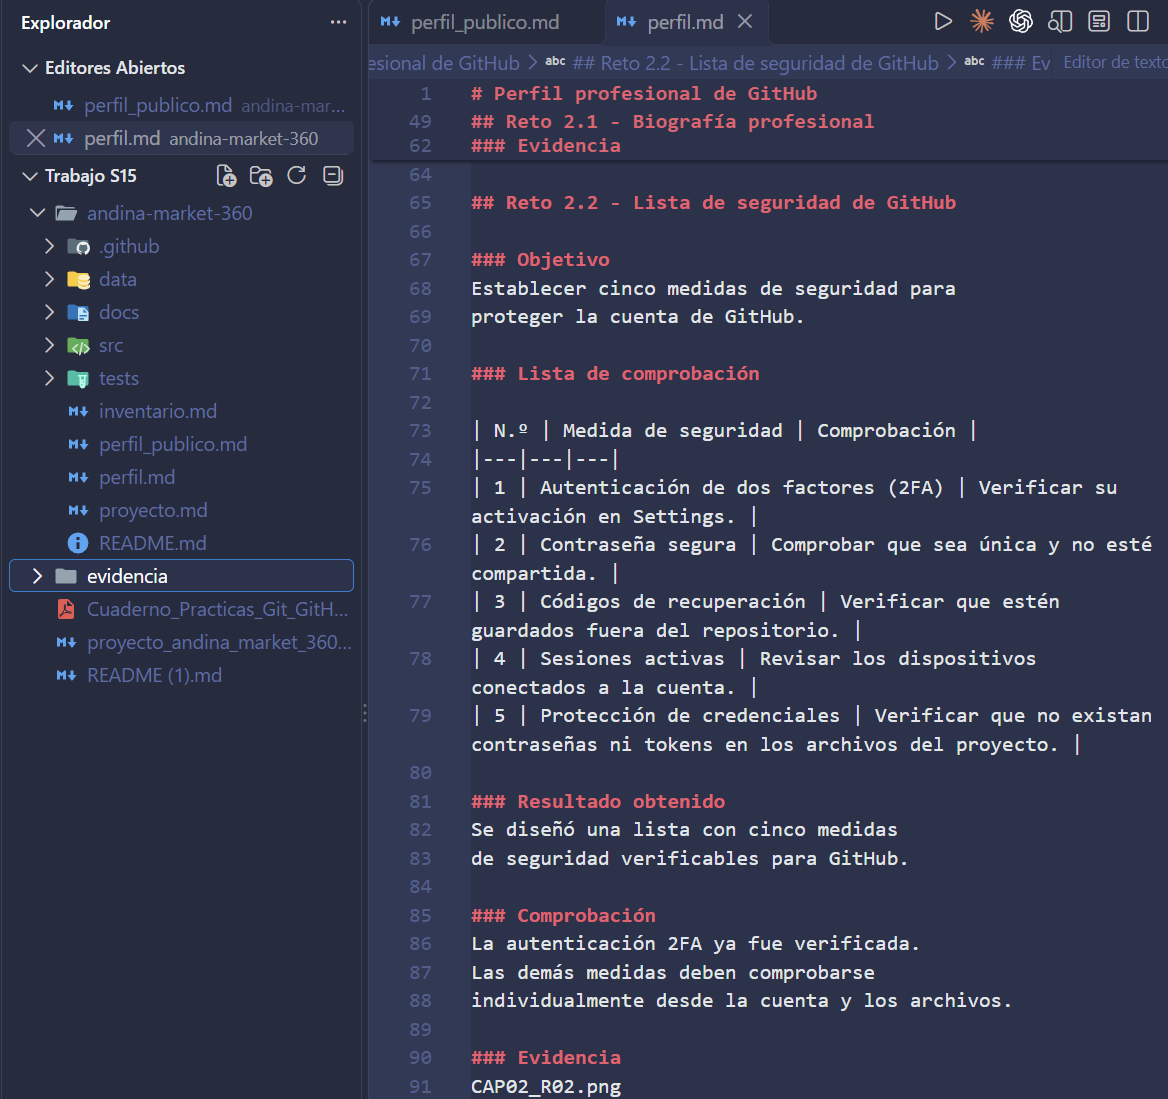 Explorador
Editores Abiertos
perfil_publico.md andina-mar...
perfil.md andina-market-360
Trabajo S15
andina-market-360
.github
data
docs
src
tests
inventario.md
perfil_publico.md
perfil.md
proyecto.md
README.md
evidencia
Cuaderno_Practicas_Git_GitH...
proyecto_andina_market_360...
README (1).md
perfil_publico.md
perfil.md
esional de GitHub > abc ## Reto 2.2 - Lista de seguridad de GitHub > abc ### Ev
Editor de texto
1 # Perfil profesional de GitHub
49 ## Reto 2.1 - Biografía profesional
62 ### Evidencia
64
65 ## Reto 2.2 - Lista de seguridad de GitHub
66
67 ### Objetivo
68 Establecer cinco medidas de seguridad para
69 proteger la cuenta de GitHub.
70
71 ### Lista de comprobación
72
73 | N.º | Medida de seguridad | Comprobación |
74 |---|---|---|
75 | 1 | Autenticación de dos factores (2FA) | Verificar su
activación en Settings. |
76 | 2 | Contraseña segura | Comprobar que sea única y no esté
compartida. |
77 | 3 | Códigos de recuperación | Verificar que estén
guardados fuera del repositorio. |
78 | 4 | Sesiones activas | Revisar los dispositivos
conectados a la cuenta. |
79 | 5 | Protección de credenciales | Verificar que no existan
contraseñas ni tokens en los archivos del proyecto. |
80
81 ### Resultado obtenido
82 Se diseñó una lista con cinco medidas
83 de seguridad verificables para GitHub.
84
85 ### Comprobación
86 La autenticación 2FA ya fue verificada.
87 Las demás medidas deben comprobarse
88 individualmente desde la cuenta y los archivos.
89
90 ### Evidencia
91 CAP02_R02.png